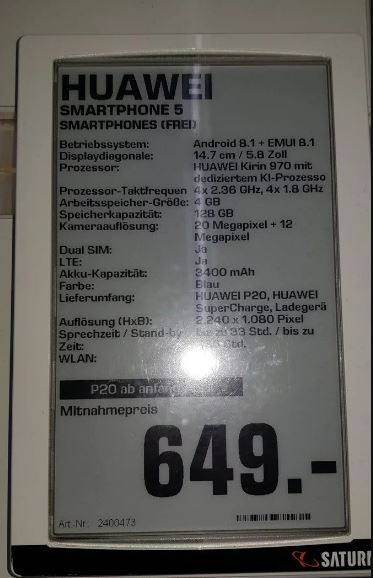 HUAWEI
SMARTPHONE 5
SMARTPHONES (FREI)
Betriebssystem: Android 8.1 + EMUI 8.1
Displaydiagonale: 14.7 cm / 5.8 Zoll
Prozessor: HUAWEI Kirin 970 mit
dediziertem KI-Prozesso
Prozessor-Taktfrequen 4x 2.36 GHz, 4x 1.8 GHz
Arbeitsspeicher-Größe: 4 GB
Speicherkapazität: 128 GB
Kameraauflösung: 20 Megapixel + 12
Megapixel
Dual SIM: Ja
LTE: Ja
Akku-Kapazität: 3400 mAh
Farbe: Blau
Lieferumfang: HUAWEI P20, HUAWEI
SuperCharge, Ladegerä
Auflösung (HxB): 2.240 x 1.080 Pixel
Sprechzeit / Stand-by bis zu 33 Std. / bis zu
Zeit: Std.
WLAN:
P20 ab anfan
Mitnahmepreis
649.-
Art.-Nr.: 2400473
SATURN